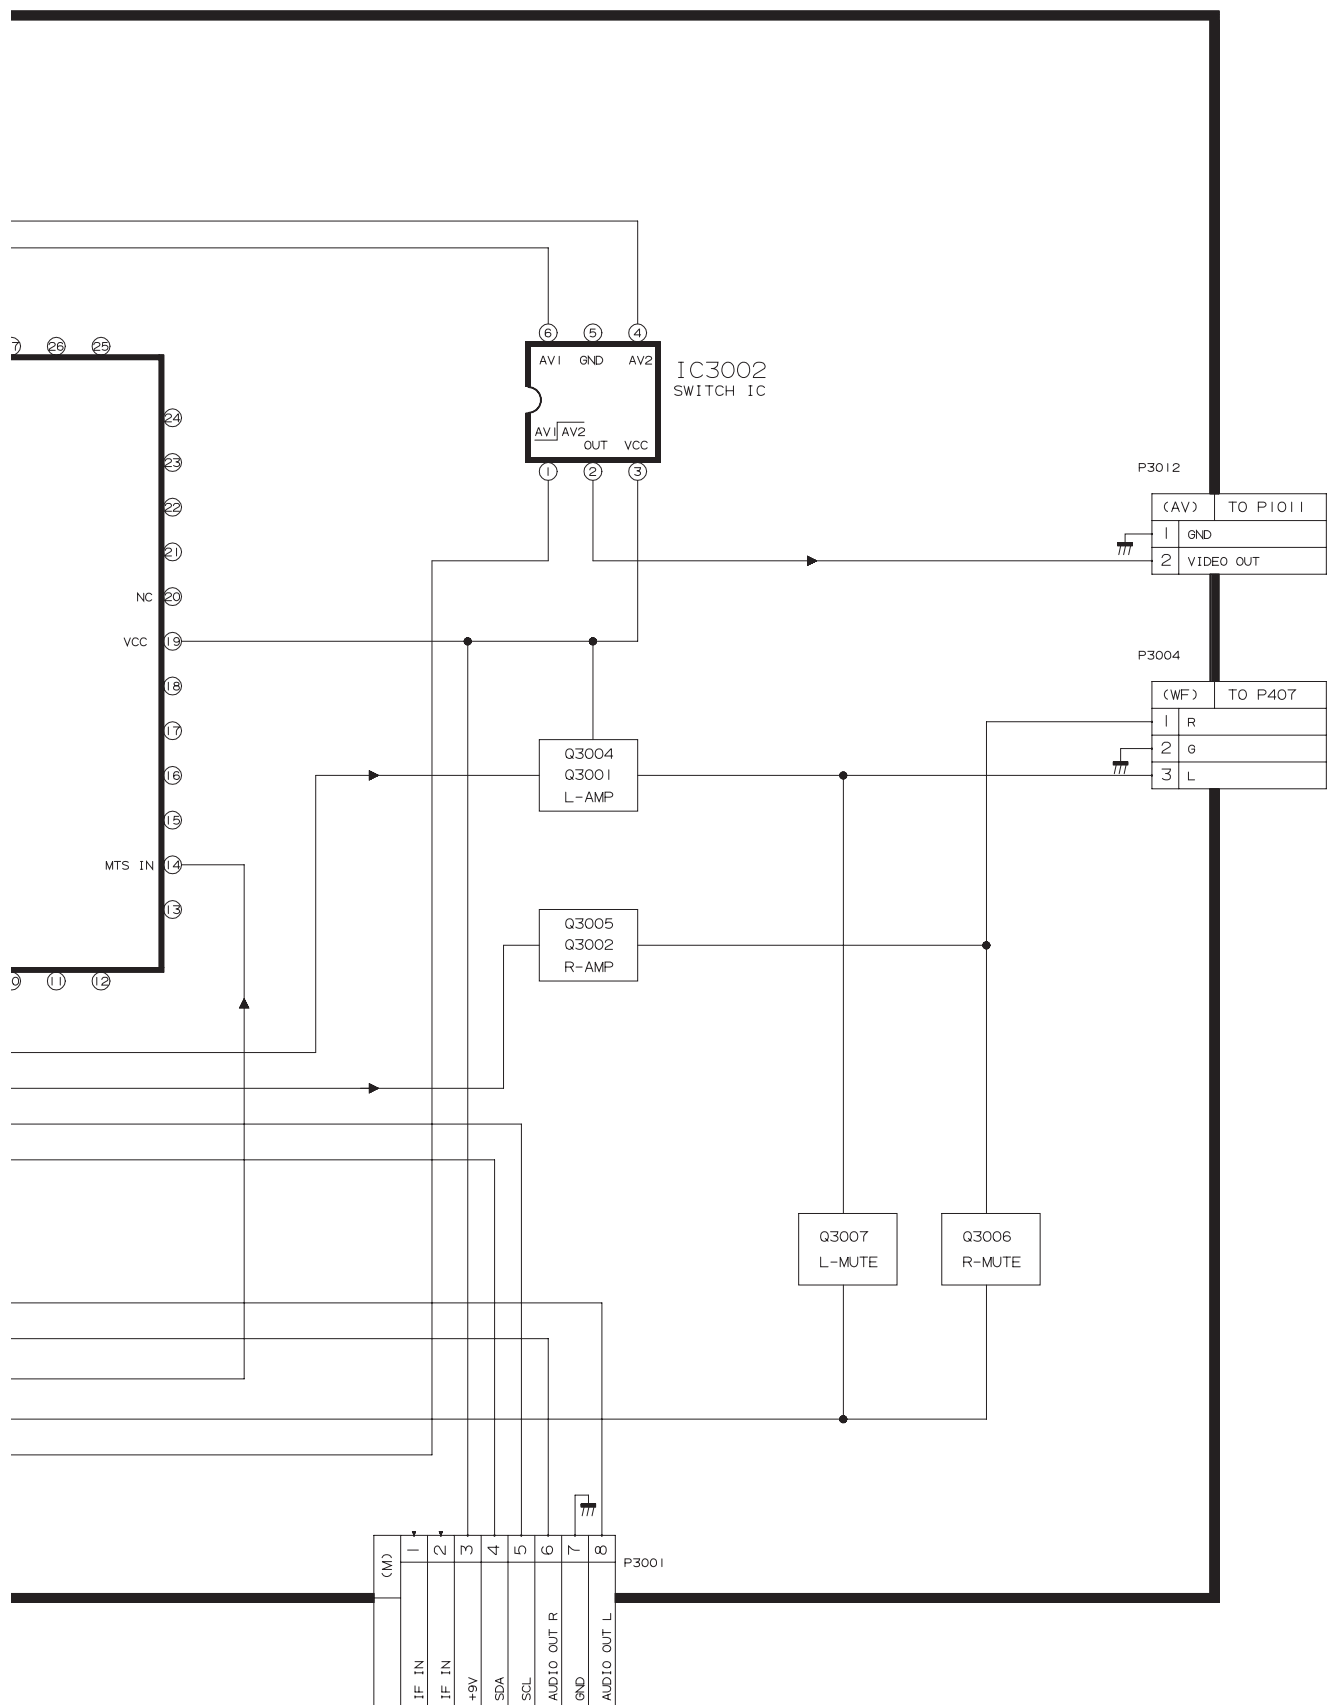 6
5
4
AV1
GND
AV2
IC3002
SWITCH IC
AV1
AV2
OUT
VCC
1
2
3
7
26
25
24
23
22
21
NC 20
VCC 19
18
17
16
15
MTS IN 14
13
0
11
12
P3012
(AV) TO P1011
1 GND
2 VIDEO OUT
P3004
(WF) TO P407
1 R
2 G
3 L
Q3004
Q3001
L-AMP
Q3005
Q3002
R-AMP
Q3007
L-MUTE
Q3006
R-MUTE
P3001
(M)
1 IF IN
2 IF IN
3 +9V
4 SDA
5 SCL
6 AUDIO OUT R
7 GND
8 AUDIO OUT L